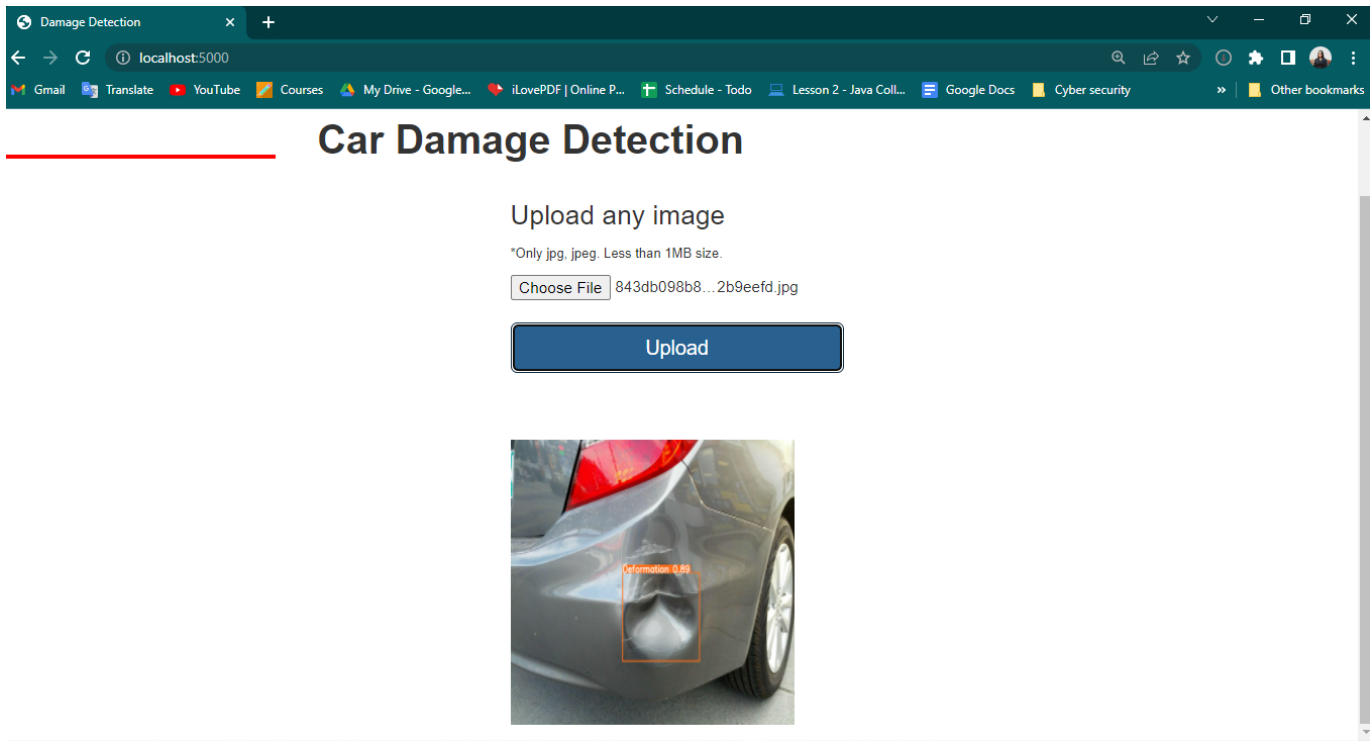 Damage Detection
localhost:5000
Gmail Translate YouTube Courses My Drive - Google... iLovePDF | Online P... Schedule - Todo Lesson 2 - Java Coll... Google Docs Cyber security » Other bookmarks
Car Damage Detection
Upload any image
*Only jpg, jpeg. Less than 1MB size.
Choose File 843db098b8...2b9eefd.jpg
Upload
Deformation 0.89